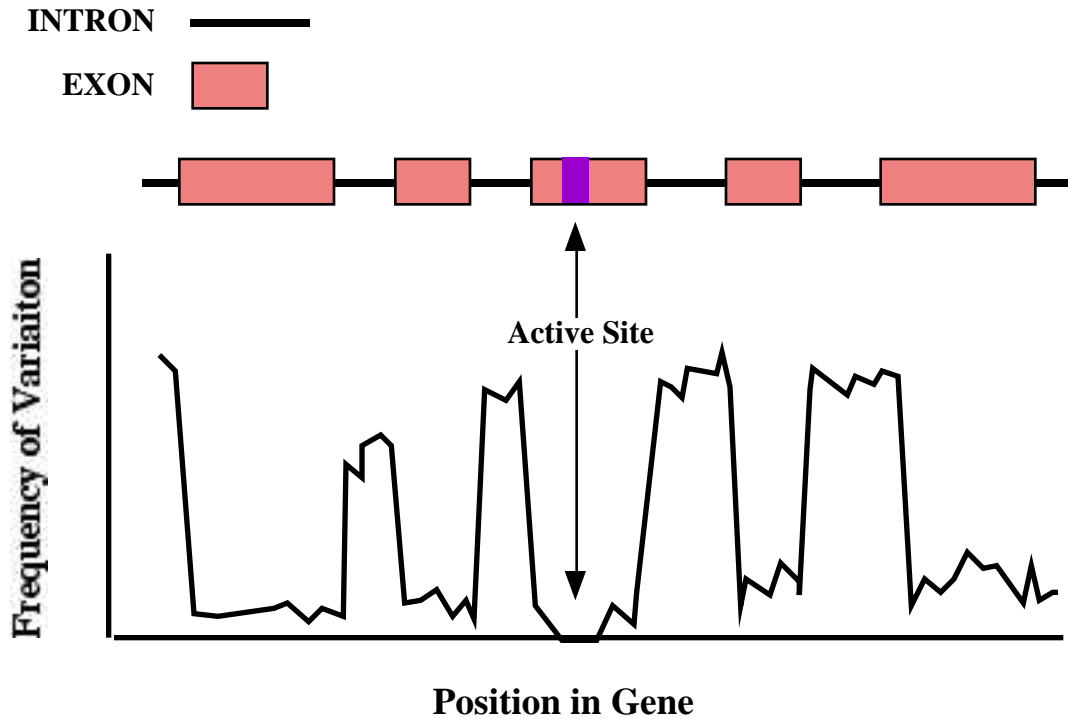 INTRON
EXON
Active Site
Frequency of Variaiton
Position in Gene